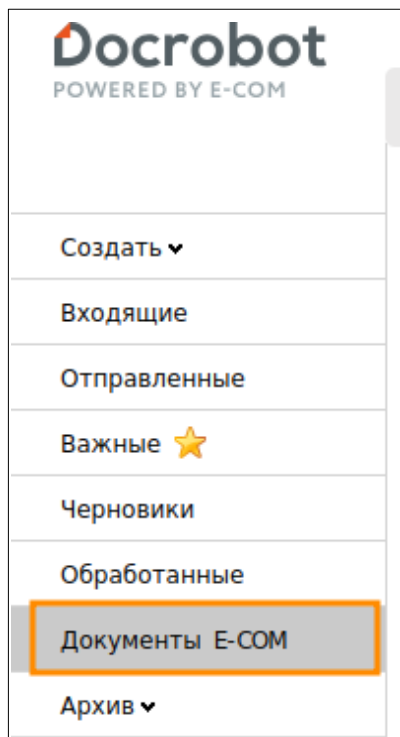 Docrobot
POWERED BY E-COM
Создать
Входящие
Отправленные
Важные
Черновики
Обработанные
Документы E-COM
Архив